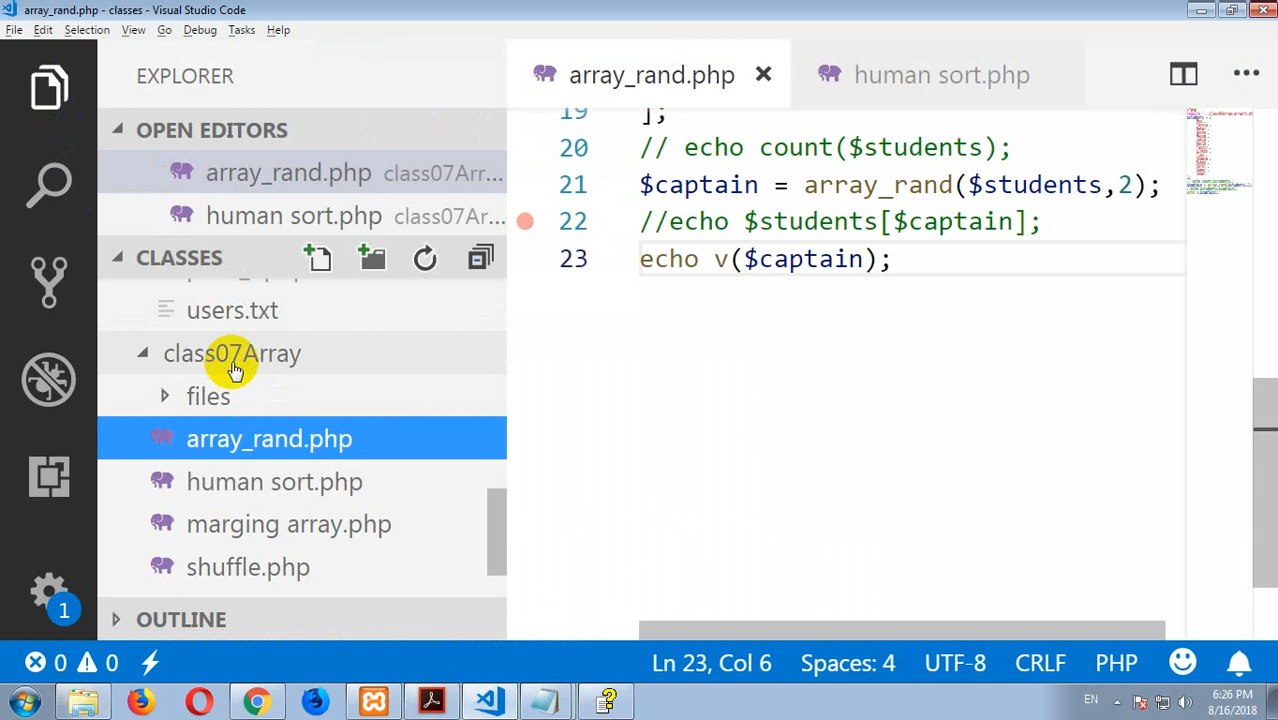 array_rand.php - classes - Visual Studio Code
File Edit Selection View Go Debug Tasks Help
EXPLORER
OPEN EDITORS
array_rand.php class07Arr...
human sort.php class07Ar...
CLASSES
users.txt
class07Array
files
array_rand.php
human sort.php
marging array.php
shuffle.php
OUTLINE
array_rand.php
human sort.php
19 ];
20 // echo count($students);
21 $captain = array_rand($students,2);
22 //echo $students[$captain];
23 echo v($captain);
1
0 0 Ln 23, Col 6 Spaces: 4 UTF-8 CRLF PHP
EN 6:26 PM
8/16/2018